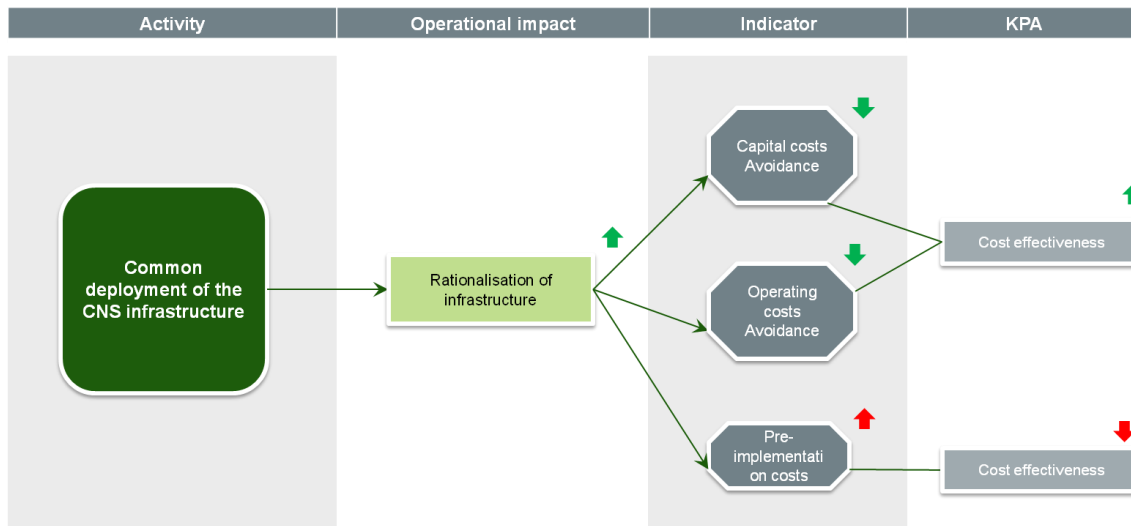 Activity
Operational impact
Indicator
KPA
Common
deployment of the
CNS infrastructure
Rationalisation of
infrastructure
Capital costs
Avoidance
Operating
costs
Avoidance
Pre-
implementati
on costs
Cost effectiveness
Cost effectiveness